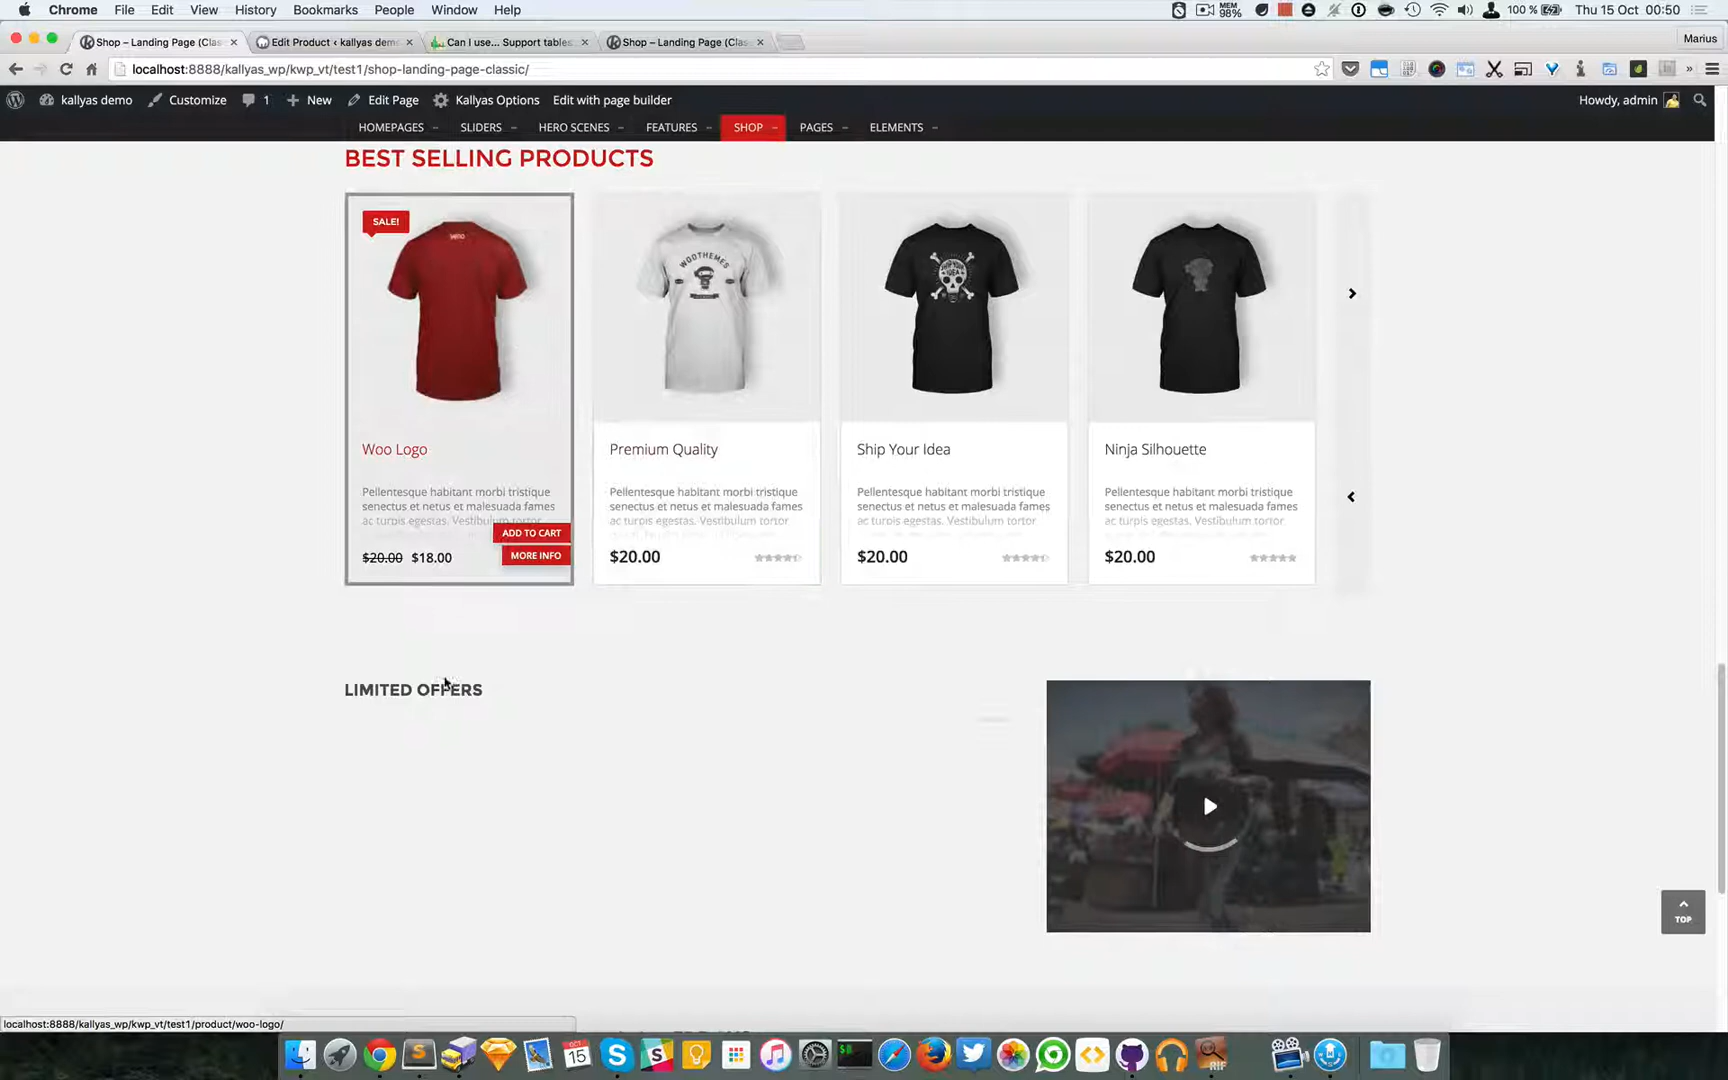 Chrome File Edit View History Bookmarks People Window Help MEM 98% 100 % Thu 15 Oct 00:50
Shop – Landing Page (Clas Edit Product ‹ kallyas demo Can I use... Support tables Shop – Landing Page (Clas Marius
localhost:8888/kallyas_wp/kwp_vt/test1/shop-landing-page-classic/
kallyas demo Customize 1 New Edit Page Kallyas Options Edit with page builder Howdy, admin
HOMEPAGES SLIDERS HERO SCENES FEATURES SHOP PAGES ELEMENTS
BEST SELLING PRODUCTS
SALE!
woo
WOOTHEMES
SHIP YOUR
IDEA
Woo Logo Premium Quality Ship Your Idea Ninja Silhouette
Pellentesque habitant morbi tristique Pellentesque habitant morbi tristique Pellentesque habitant morbi tristique Pellentesque habitant morbi tristique
senectus et netus et malesuada fames senectus et netus et malesuada fames senectus et netus et malesuada fames senectus et netus et malesuada fames
ac turpis egestas. Vestibulum tortor ac turpis egestas. Vestibulum tortor ac turpis egestas. Vestibulum tortor ac turpis egestas. Vestibulum tortor
ADD TO CART
$20.00 $18.00 MORE INFO $20.00 $20.00 $20.00
LIMITED OFFERS
TOP
localhost:8888/kallyas_wp/kwp_vt/test1/product/woo-logo/
15
RIF